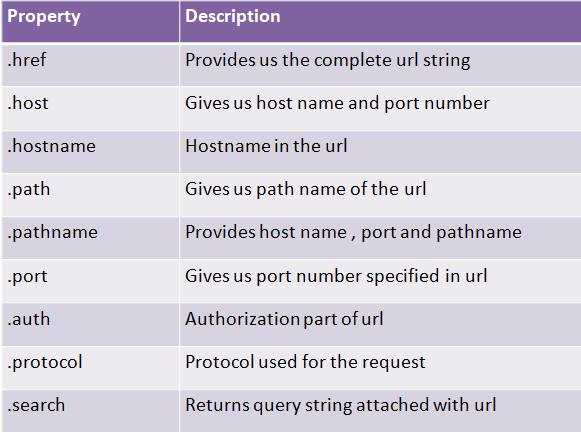 Property Description
.href Provides us the complete url string
.host Gives us host name and port number
.hostname Hostname in the url
.path Gives us path name of the url
.pathname Provides host name , port and pathname
.port Gives us port number specified in url
.auth Authorization part of url
.protocol Protocol used for the request
.search Returns query string attached with url